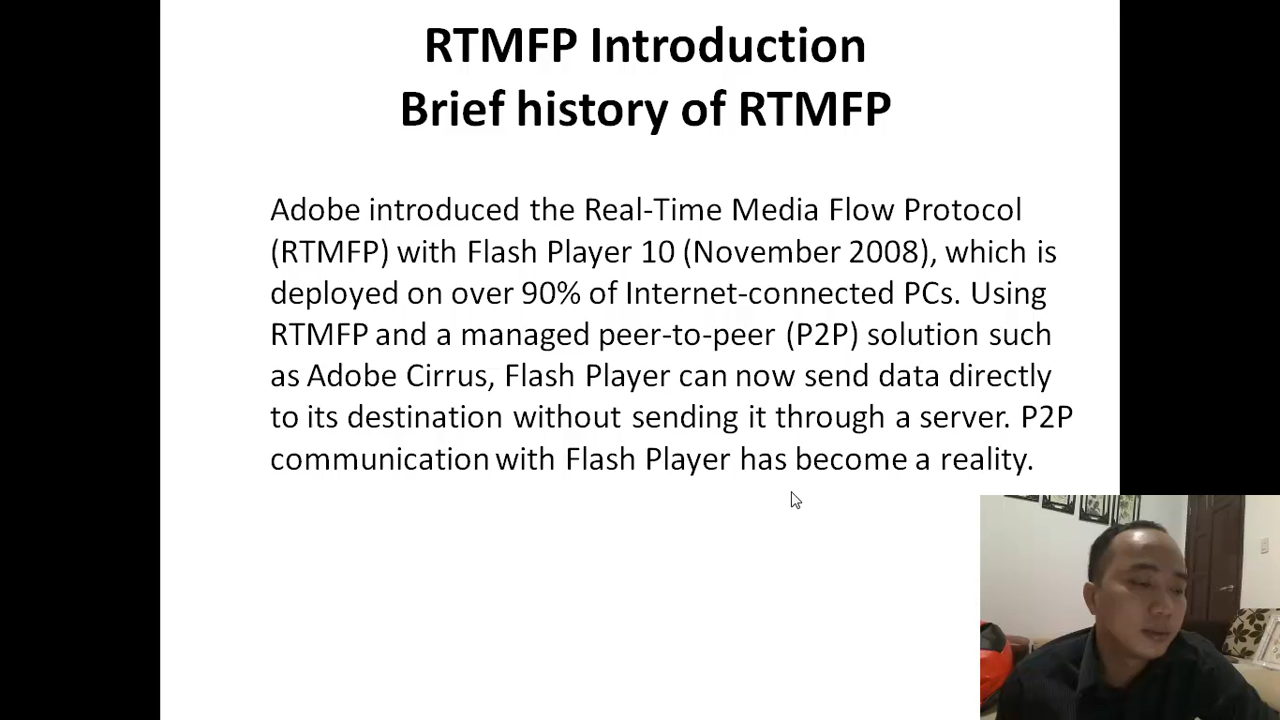 RTMFP Introduction
Brief history of RTMFP
Adobe introduced the Real-Time Media Flow Protocol
(RTMFP) with Flash Player 10 (November 2008), which is
deployed on over 90% of Internet-connected PCs. Using
RTMFP and a managed peer-to-peer (P2P) solution such
as Adobe Cirrus, Flash Player can now send data directly
to its destination without sending it through a server. P2P
communication with Flash Player has become a reality.